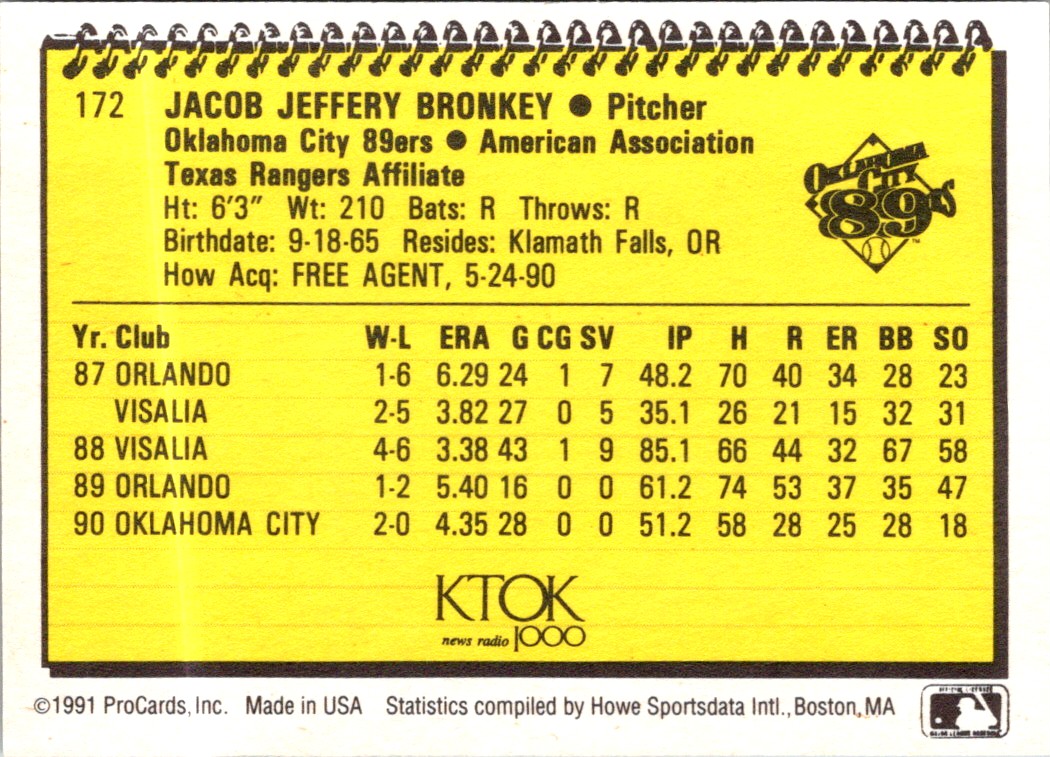 172 JACOB JEFFERY BRONKEY ● Pitcher
Oklahoma City 89ers ● American Association
Texas Rangers Affiliate
Ht: 6'3" Wt: 210 Bats: R Throws: R
Birthdate: 9-18-65 Resides: Klamath Falls, OR
How Acq: FREE AGENT, 5-24-90
OKLAHOMA
CITY
89ERS
™
Yr. Club W-L ERA G CG SV IP H R ER BB SO
87 ORLANDO 1-6 6.29 24 1 7 48.2 70 40 34 28 23
VISALIA 2-5 3.82 27 0 5 35.1 26 21 15 32 31
88 VISALIA 4-6 3.38 43 1 9 85.1 66 44 32 67 58
89 ORLANDO 1-2 5.40 16 0 0 61.2 74 53 37 35 47
90 OKLAHOMA CITY 2-0 4.35 28 0 0 51.2 58 28 25 28 18
KTOK
news radio 1000
©1991 ProCards, Inc. Made in USA Statistics compiled by Howe Sportsdata Intl., Boston, MA